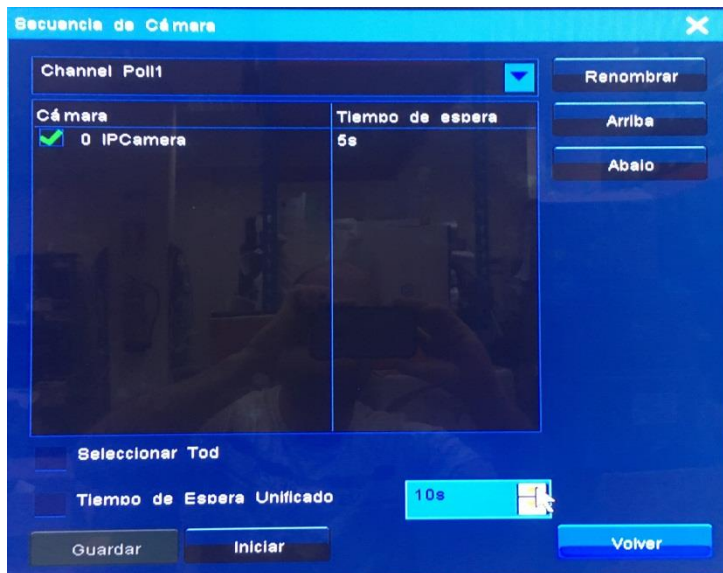 Secuencia de Cámara
Channel Poll1
Renombrar
Cámara Tiempo de espera
Arriba
0 IPCamera 5s
Abajo
Seleccionar Tod
Tiempo de Espera Unificado 10s
Guardar Iniciar Volver